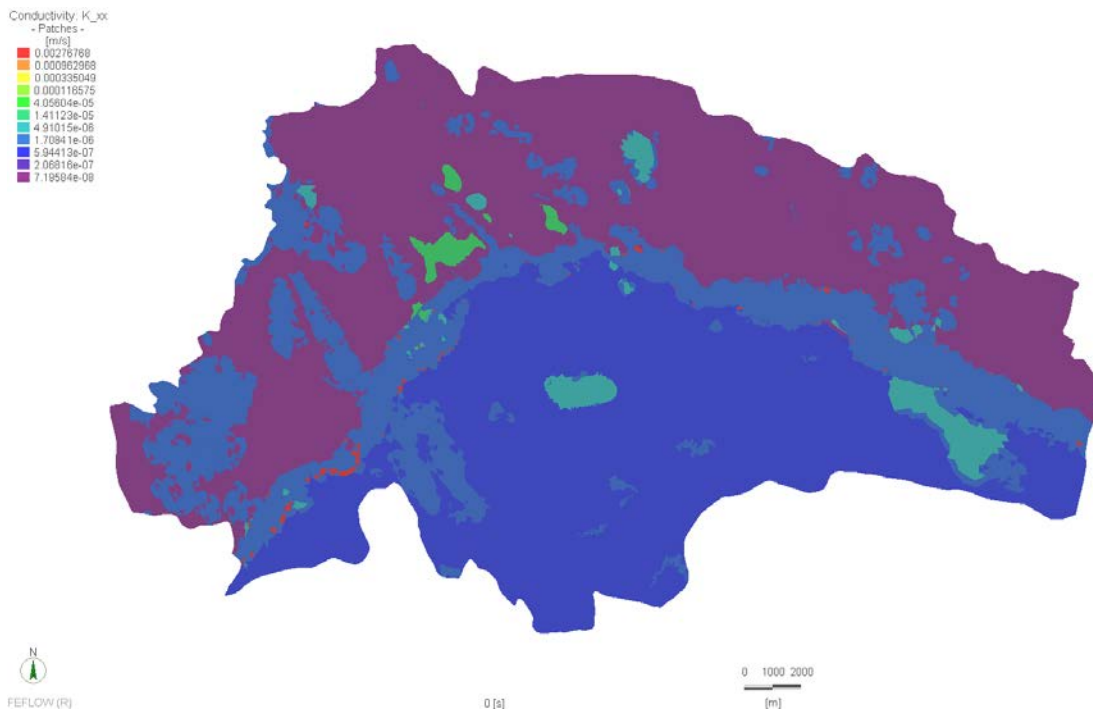 Conductivity: K_xx
- Patches -
[m/s]
0.00276768
0.000962968
0.000335049
0.000116575
4.05604e-05
1.41123e-05
4.91015e-06
1.70841e-06
5.94413e-07
2.06816e-07
7.19584e-08
N
0 1000 2000
FEFLOW (R)
0 [s]
[m]